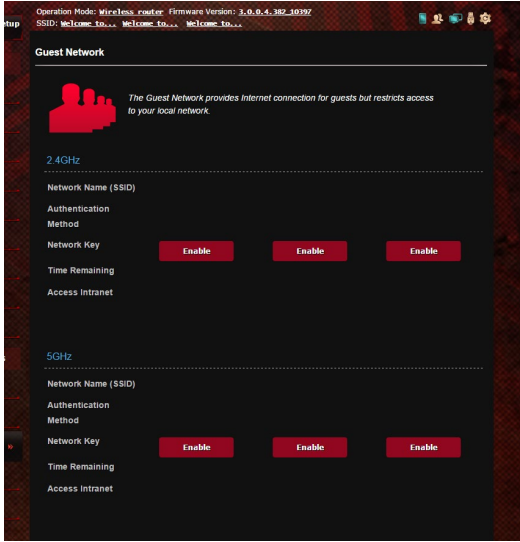 Operation Mode: Wireless router Firmware Version: 3.0.0.4.382_10397
SSID: Welcome to... Welcome to... Welcome to...
Guest Network
The Guest Network provides Internet connection for guests but restricts access
to your local network.
2.4GHz
Network Name (SSID)
Authentication
Method
Network Key Enable Enable Enable
Time Remaining
Access Intranet
5GHz
Network Name (SSID)
Authentication
Method
Network Key Enable Enable Enable
Time Remaining
Access Intranet